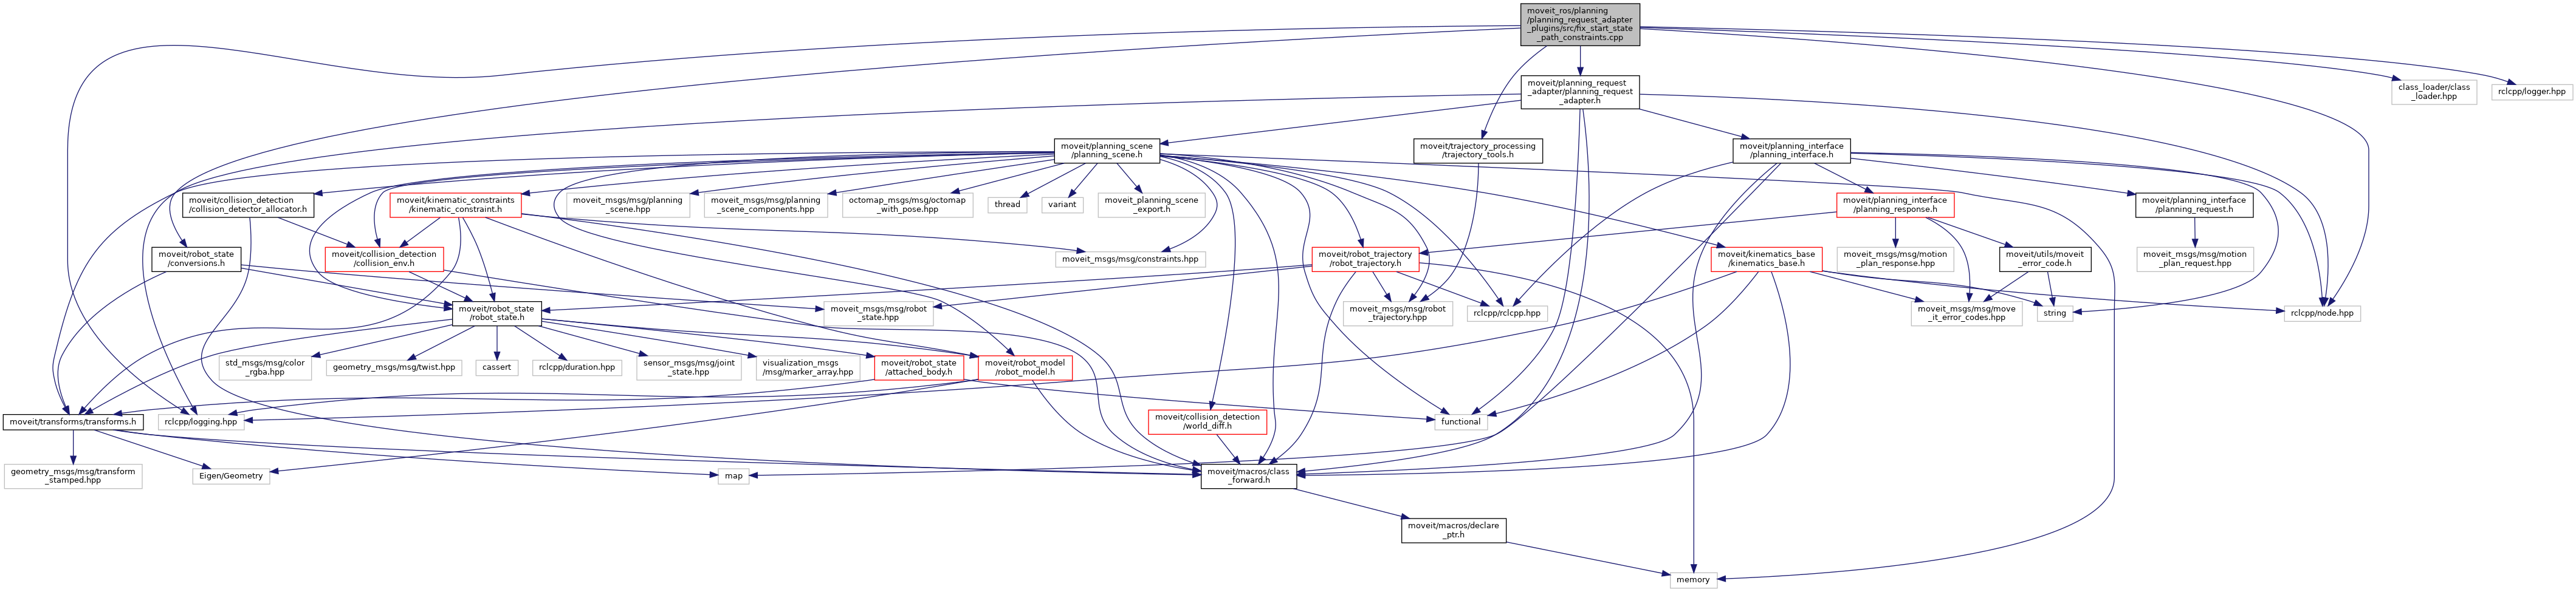 moveit_ros/planning
/planning_request_adapter
_plugins/src/fix_start_state
_path_constraints.cpp
moveit/planning_request
_adapter/planning_request
_adapter.h
class_loader/class
_loader.hpp
rclcpp/logger.hpp
moveit/planning_scene
/planning_scene.h
moveit/trajectory_processing
/trajectory_tools.h
moveit/planning_interface
/planning_interface.h
moveit/collision_detection
/collision_detector_allocator.h
moveit/kinematic_constraints
/kinematic_constraint.h
moveit_msgs/msg/planning
_scene.hpp
moveit_msgs/msg/planning
_scene_components.hpp
octomap_msgs/msg/octomap
_with_pose.hpp
thread
variant
moveit_planning_scene
_export.h
moveit/planning_interface
/planning_response.h
moveit/planning_interface
/planning_request.h
moveit/robot_state
/conversions.h
moveit/collision_detection
/collision_env.h
moveit_msgs/msg/constraints.hpp
moveit/robot_trajectory
/robot_trajectory.h
moveit/kinematics_base
/kinematics_base.h
moveit_msgs/msg/motion
_plan_response.hpp
moveit/utils/moveit
_error_code.h
moveit_msgs/msg/motion
_plan_request.hpp
moveit/robot_state
/robot_state.h
moveit_msgs/msg/robot
_state.hpp
moveit_msgs/msg/robot
_trajectory.hpp
rclcpp/rclcpp.hpp
moveit_msgs/msg/move
_it_error_codes.hpp
string
rclcpp/node.hpp
std_msgs/msg/color
_rgba.hpp
geometry_msgs/msg/twist.hpp
cassert
rclcpp/duration.hpp
sensor_msgs/msg/joint
_state.hpp
visualization_msgs
/msg/marker_array.hpp
moveit/robot_state
/attached_body.h
moveit/robot_model
/robot_model.h
moveit/transforms/transforms.h
rclcpp/logging.hpp
moveit/collision_detection
/world_diff.h
functional
geometry_msgs/msg/transform
_stamped.hpp
Eigen/Geometry
map
moveit/macros/class
_forward.h
moveit/macros/declare
_ptr.h
memory